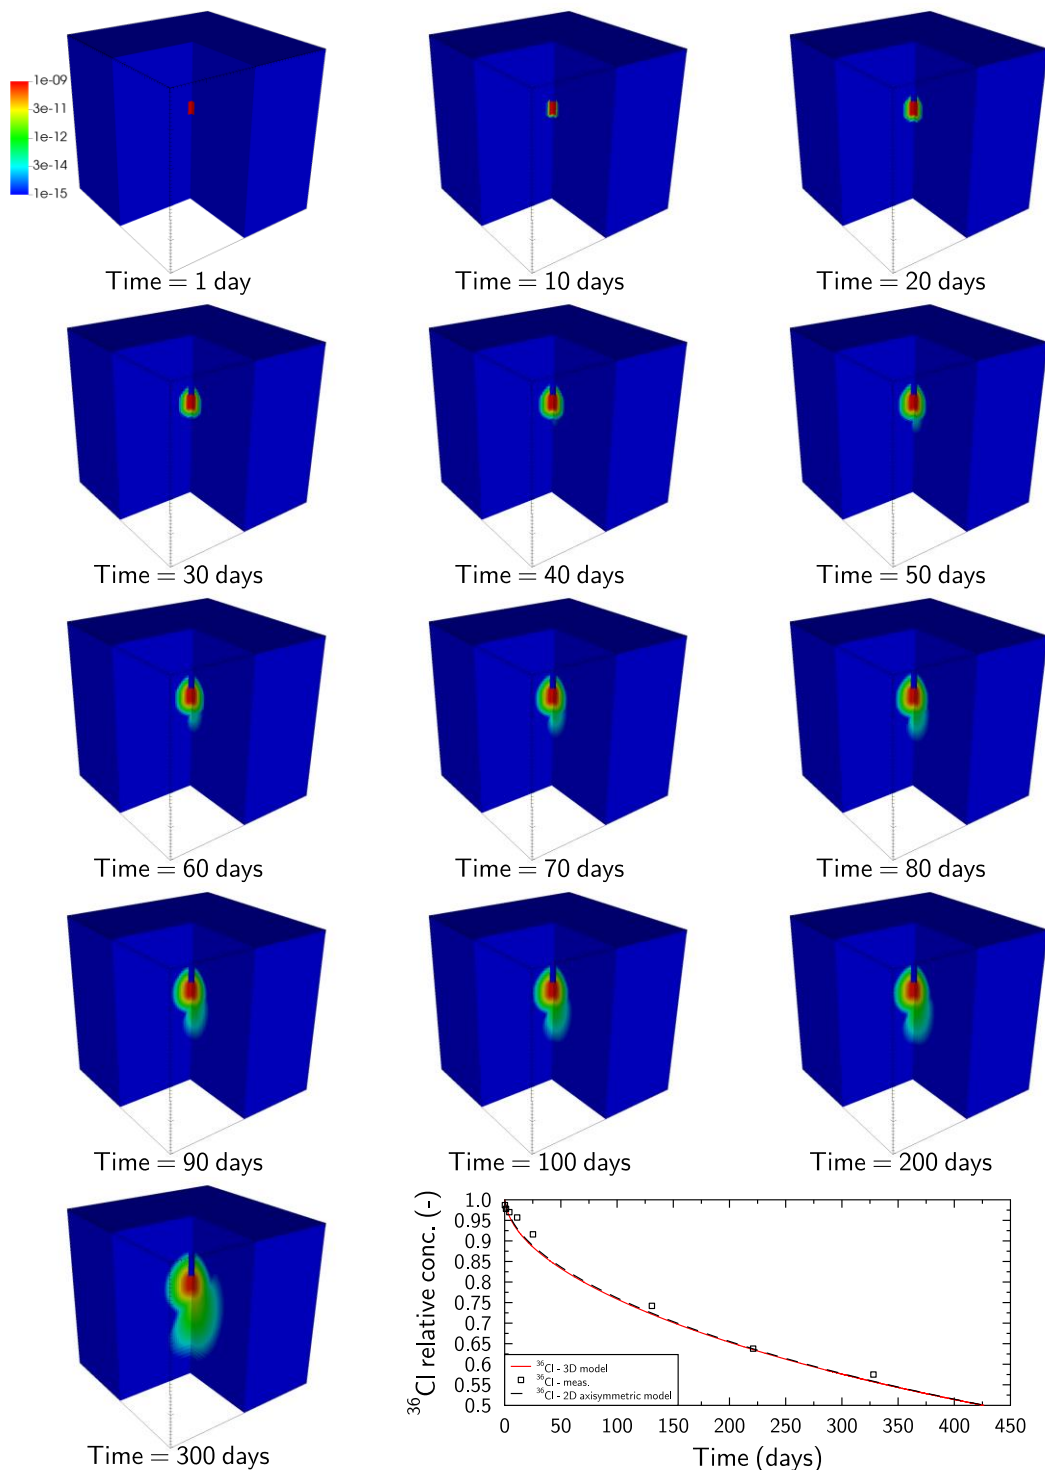 1e-09
3e-11
1e-12
3e-14
1e-15
Time = 1 day
Time = 10 days
Time = 20 days
Time = 30 days
Time = 40 days
Time = 50 days
Time = 60 days
Time = 70 days
Time = 80 days
Time = 90 days
Time = 100 days
Time = 200 days
Time = 300 days
³⁶Cl relative conc. (-)
1.0
0.95
0.9
0.85
0.8
0.75
0.7
0.65
0.6
0.55
0.5
³⁶Cl - 3D model
³⁶Cl - meas.
³⁶Cl - 2D axisymmetric model
0 50 100 150 200 250 300 350 400 450
Time (days)